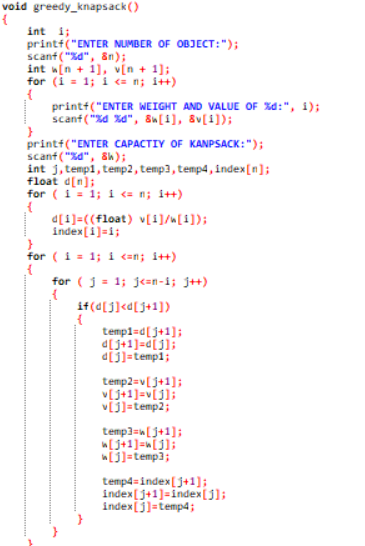 void greedy_knapsack()
{
int i;
printf("ENTER NUMBER OF OBJECT:");
scanf("%d", &n);
int w[n + 1], v[n + 1];
for (i = 1; i <= n; i++)
{
printf("ENTER WEIGHT AND VALUE OF %d:", i);
scanf("%d %d", &w[i], &v[i]);
}
printf("ENTER CAPACTIY OF KANPSACK:");
scanf("%d", &W);
int j,temp1,temp2,temp3,temp4,index[n];
float d[n];
for ( i = 1; i <= n; i++)
{
d[i]=((float) v[i]/w[i]);
index[i]=i;
}
for ( i = 1; i <=n; i++)
{
for ( j = 1; j<=n-i; j++)
{
if(d[j]<d[j+1])
{
temp1=d[j+1];
d[j+1]=d[j];
d[j]=temp1;
temp2=v[j+1];
v[j+1]=v[j];
v[j]=temp2;
temp3=w[j+1];
w[j+1]=w[j];
w[j]=temp3;
temp4=index[j+1];
index[j+1]=index[j];
index[j]=temp4;
}
}
}